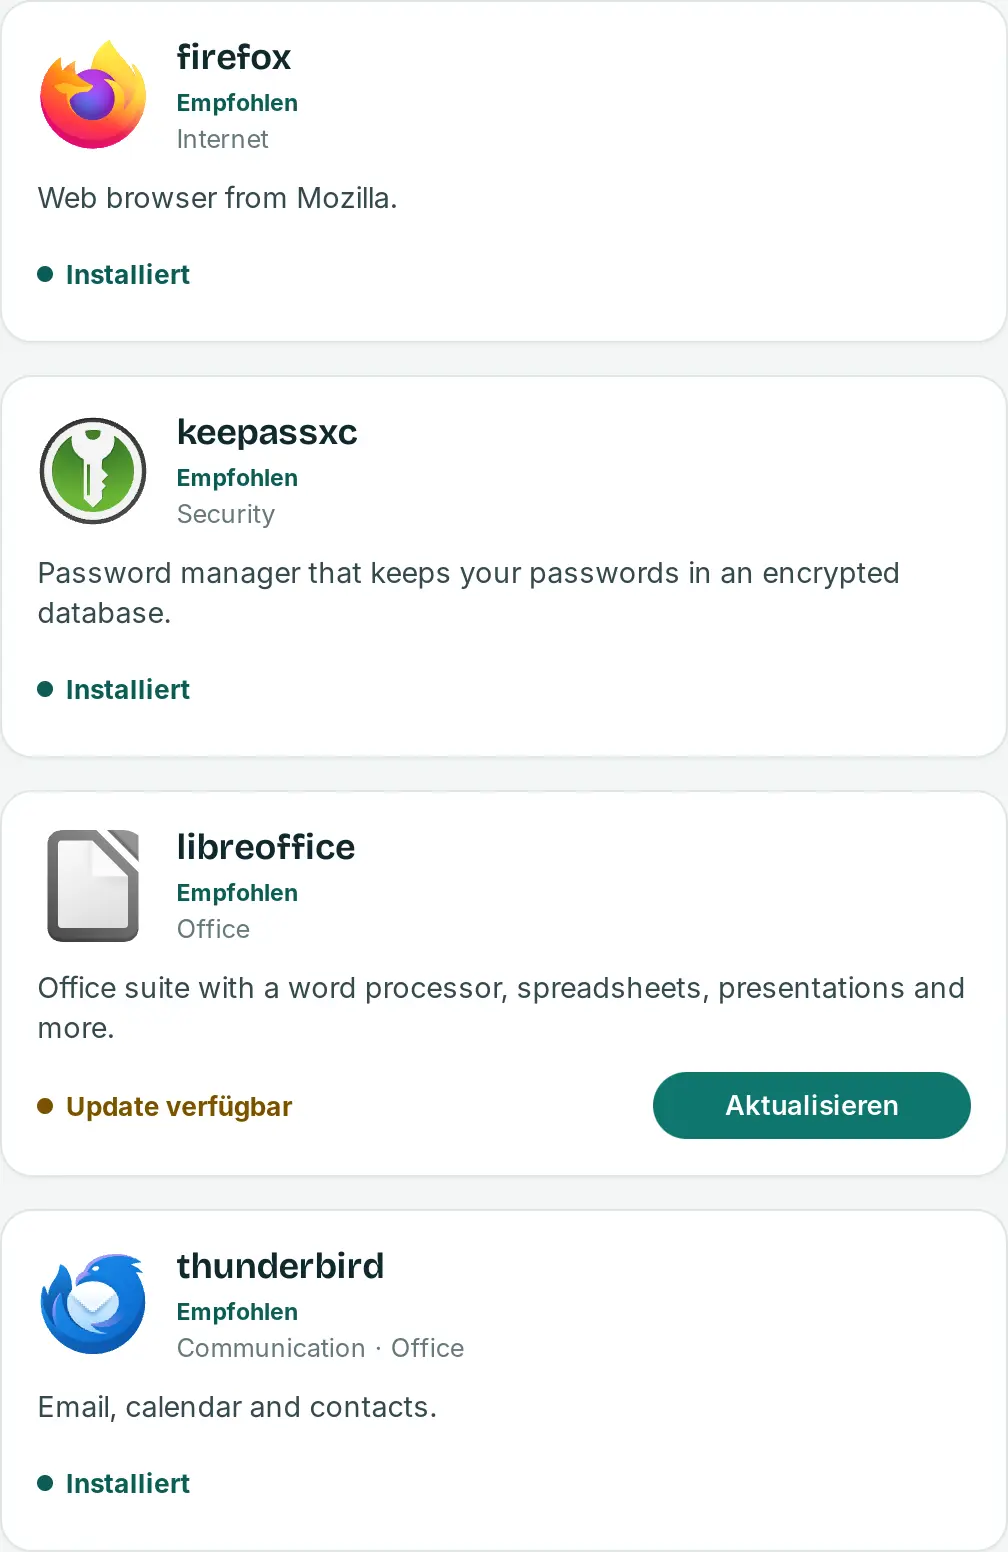 firefox
Empfohlen
Internet
Web browser from Mozilla.
Installiert
keepassxc
Empfohlen
Security
Password manager that keeps your passwords in an encrypted
database.
Installiert
libreoffice
Empfohlen
Office
Office suite with a word processor, spreadsheets, presentations and
more.
Update verfügbar
Aktualisieren
thunderbird
Empfohlen
Communication · Office
Email, calendar and contacts.
Installiert